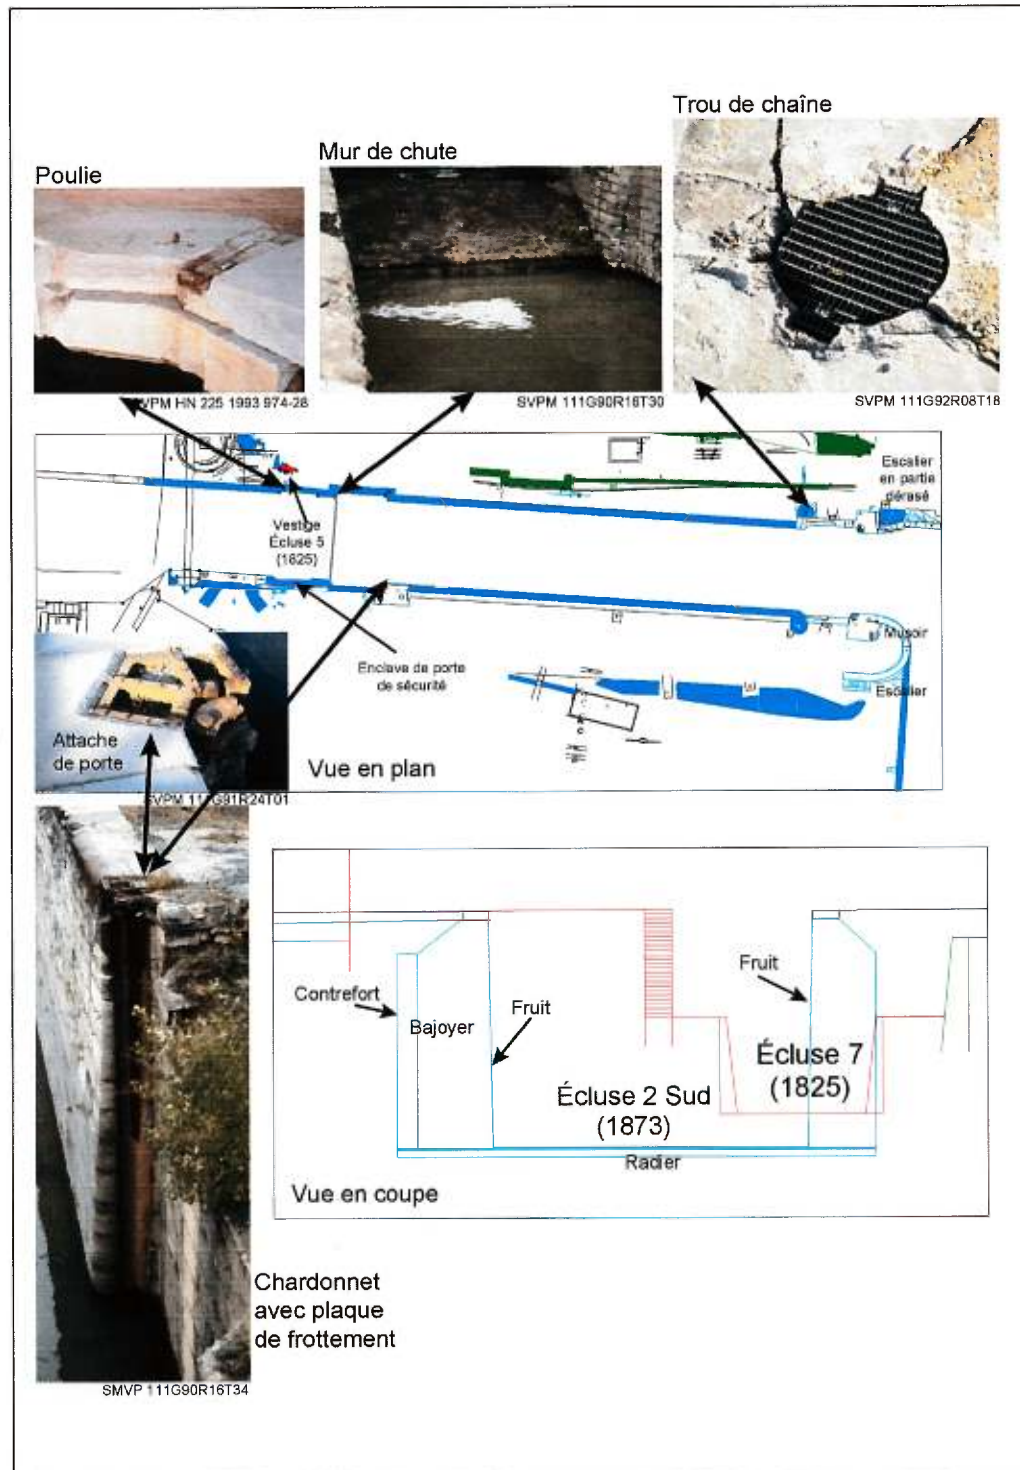 Trou de chaîne
Mur de chute
Poulie
SVPM HN 225 1993 974-28
SVPM 111G90R16T30
SVPM 111G92R08T18
Escalier
en partie
dérasé
Vestige
Écluse 5
(1825)
Enclave de porte
de sécurité
Musoir
Escalier
Attache
de porte
Vue en plan
SVPM 111G91R24T01
Contrefort
Bajoyer
Fruit
Fruit
Écluse 7
(1825)
Écluse 2 Sud
(1873)
Radier
Vue en coupe
Chardonnet
avec plaque
de frottement
SMVP 111G90R16T34